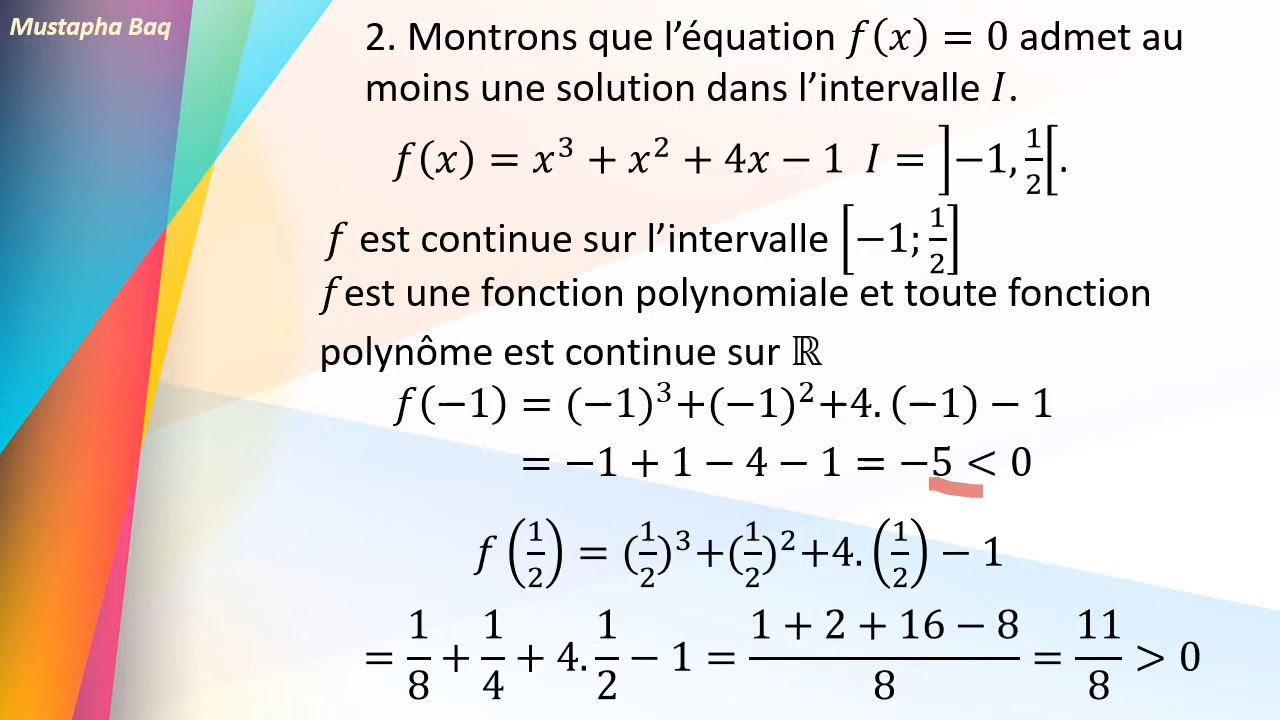 Mustapha Baq
2. Montrons que l’équation f(x) = 0 admet au
moins une solution dans l’intervalle I.
f(x) = x³ + x² + 4x − 1 I = ]−1, 1/2[.
f est continue sur l’intervalle [−1; 1/2]
f est une fonction polynomiale et toute fonction
polynôme est continue sur ℝ
f(−1) = (−1)³+(−1)²+4. (−1) − 1
= −1 + 1 − 4 − 1 = −5 < 0
f(1/2) = (1/2)³+(1/2)²+4. (1/2) − 1
= 1/8 + 1/4 + 4. 1/2 − 1 = (1 + 2 + 16 − 8)/8 = 11/8 > 0